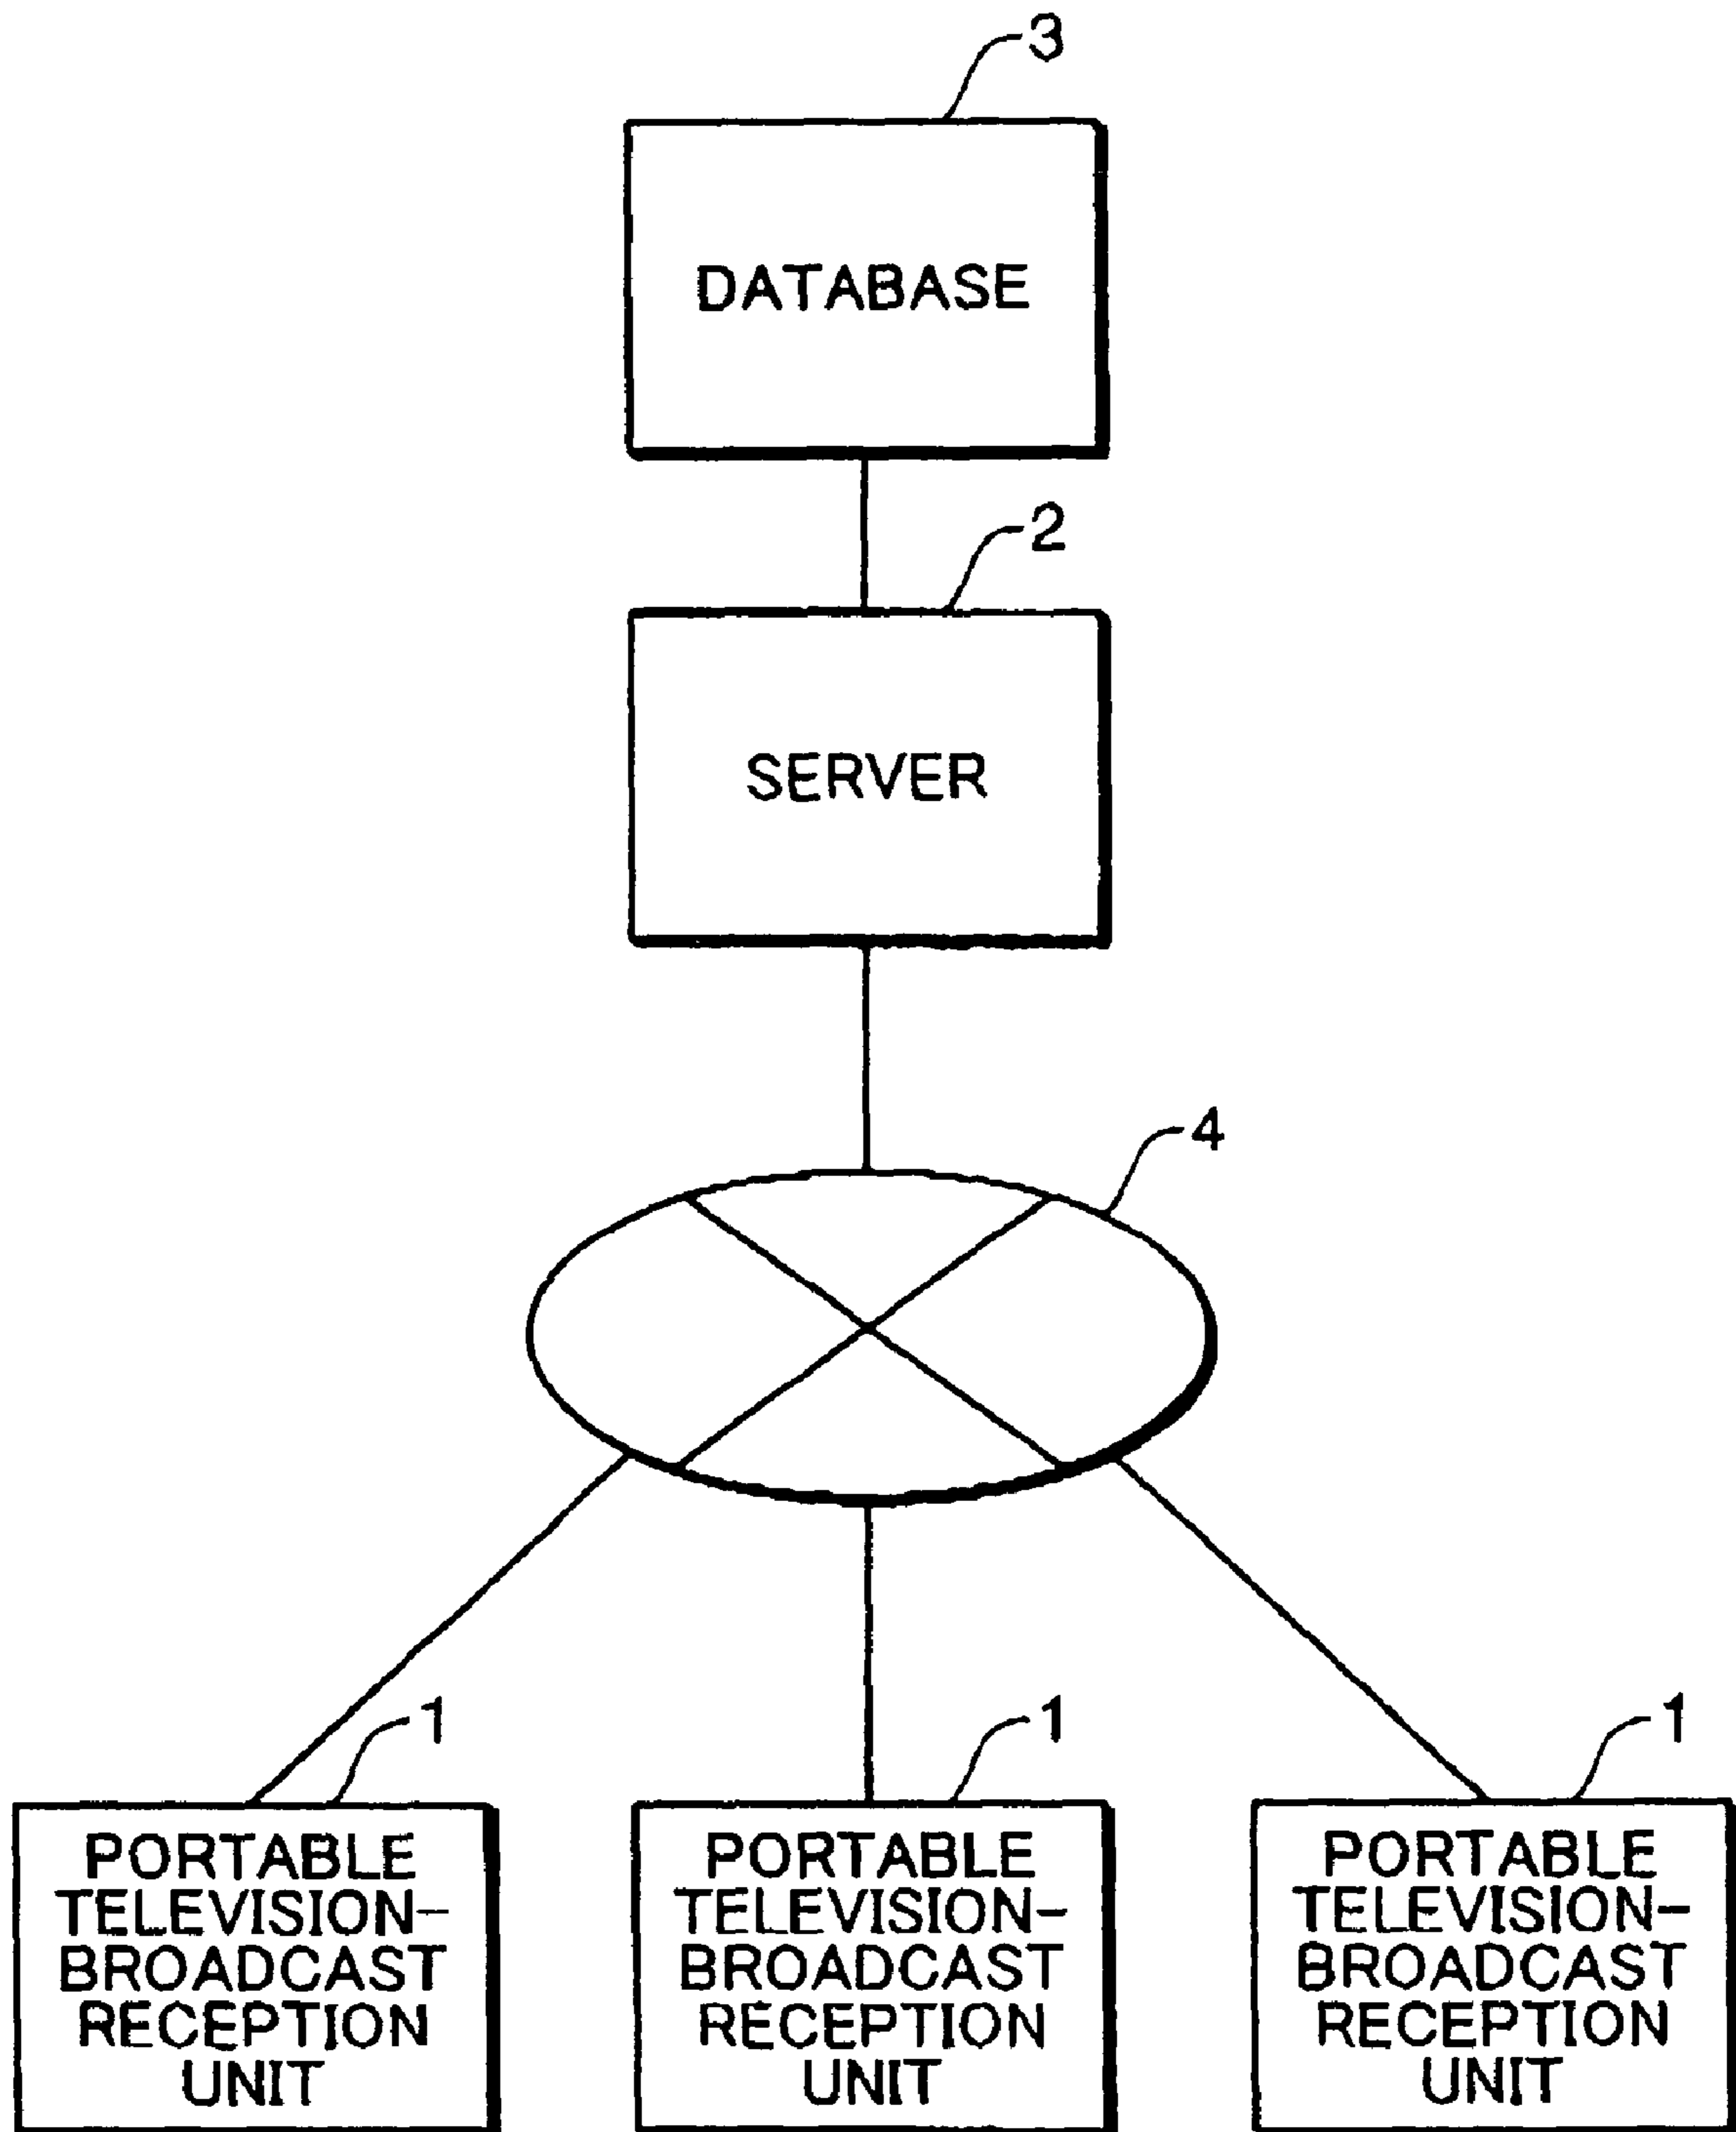 3
DATABASE
2
SERVER
4
1
PORTABLE
TELEVISION-
BROADCAST
RECEPTION
UNIT
1
PORTABLE
TELEVISION-
BROADCAST
RECEPTION
UNIT
1
PORTABLE
TELEVISION-
BROADCAST
RECEPTION
UNIT